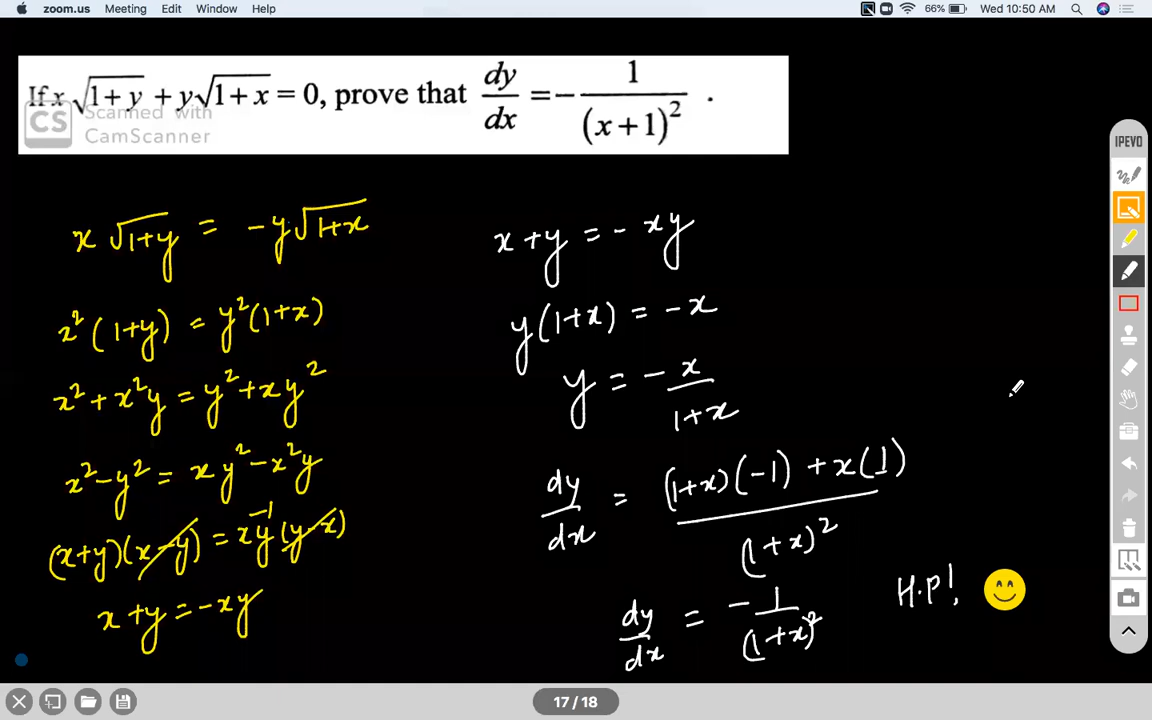 zoom.us Meeting Edit Window Help 66% Wed 10:50 AM
If x √(1+y) + y√(1+x) = 0, prove that dy/dx = − 1/(x+1)² .
CS Scanned with
CamScanner
IPEVO
x √(1+y) = -y√(1+x)
x² (1+y) = y²(1+x)
x² + x²y = y² + xy²
x² - y² = xy² - x²y
(x+y)(x-y) = xy(y-x) -1
x+y = -xy
x+y = - xy
y(1+x) = -x
y = - x/(1+x)
dy/dx = ((1+x)(-1) + x(1))/(1+x)²
dy/dx = - 1/(1+x)²
H.P!
17 / 18